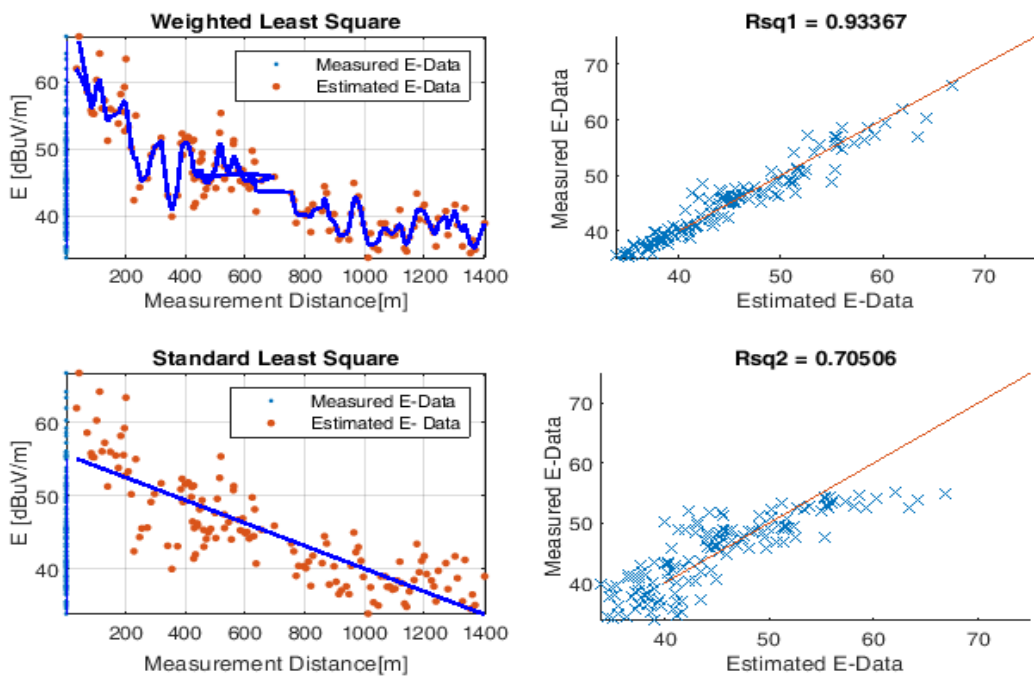 Weighted Least Square
Measured E-Data
Estimated E-Data
E [dBuV/m]
60
50
40
200 400 600 800 1000 1200 1400
Measurement Distance[m]
Rsq1 = 0.93367
Measured E-Data
70
60
50
40
40 50 60 70
Estimated E-Data
Standard Least Square
Measured E-Data
Estimated E- Data
E [dBuV/m]
60
50
40
200 400 600 800 1000 1200 1400
Measurement Distance[m]
Rsq2 = 0.70506
Measured E-Data
70
60
50
40
40 50 60 70
Estimated E-Data